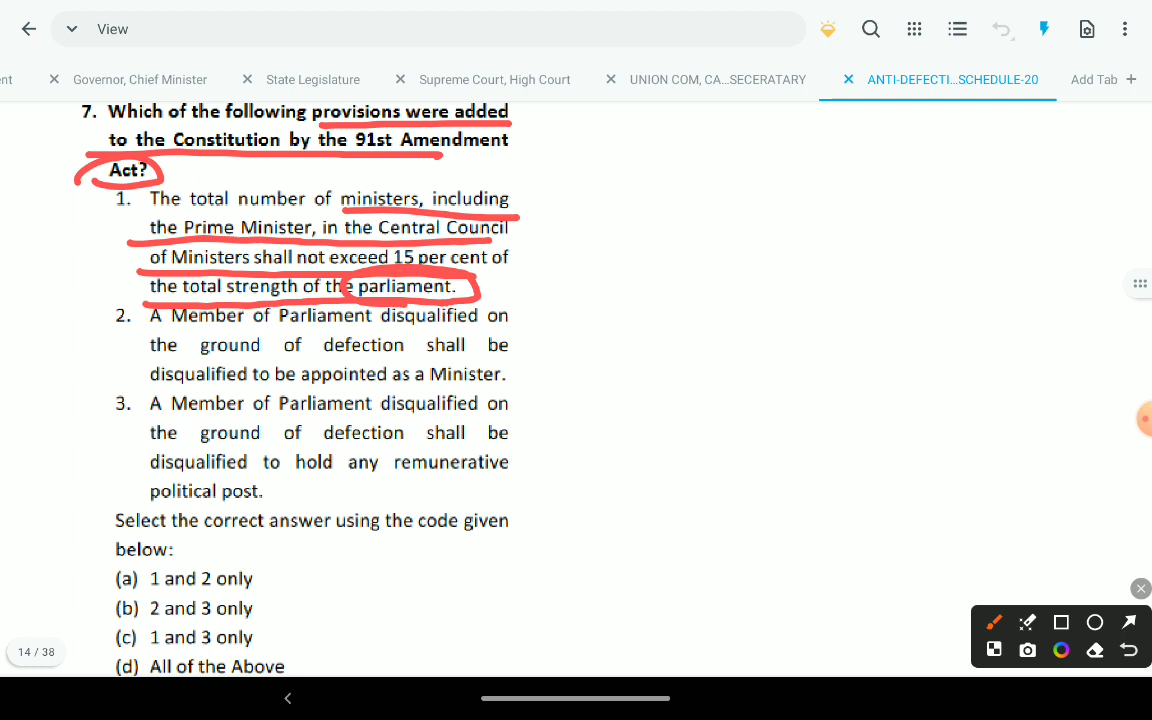 View
nt
Governor, Chief Minister
State Legislature
Supreme Court, High Court
UNION COM, CA...SECERATARY
ANTI-DEFECTI...SCHEDULE-20
Add Tab +
7. Which of the following provisions were added
to the Constitution by the 91st Amendment
Act?
1. The total number of ministers, including
the Prime Minister, in the Central Council
of Ministers shall not exceed 15 per cent of
the total strength of the parliament.
2. A Member of Parliament disqualified on
the ground of defection shall be
disqualified to be appointed as a Minister.
3. A Member of Parliament disqualified on
the ground of defection shall be
disqualified to hold any remunerative
political post.
Select the correct answer using the code given
below:
(a) 1 and 2 only
(b) 2 and 3 only
(c) 1 and 3 only
(d) All of the Above
14 / 38